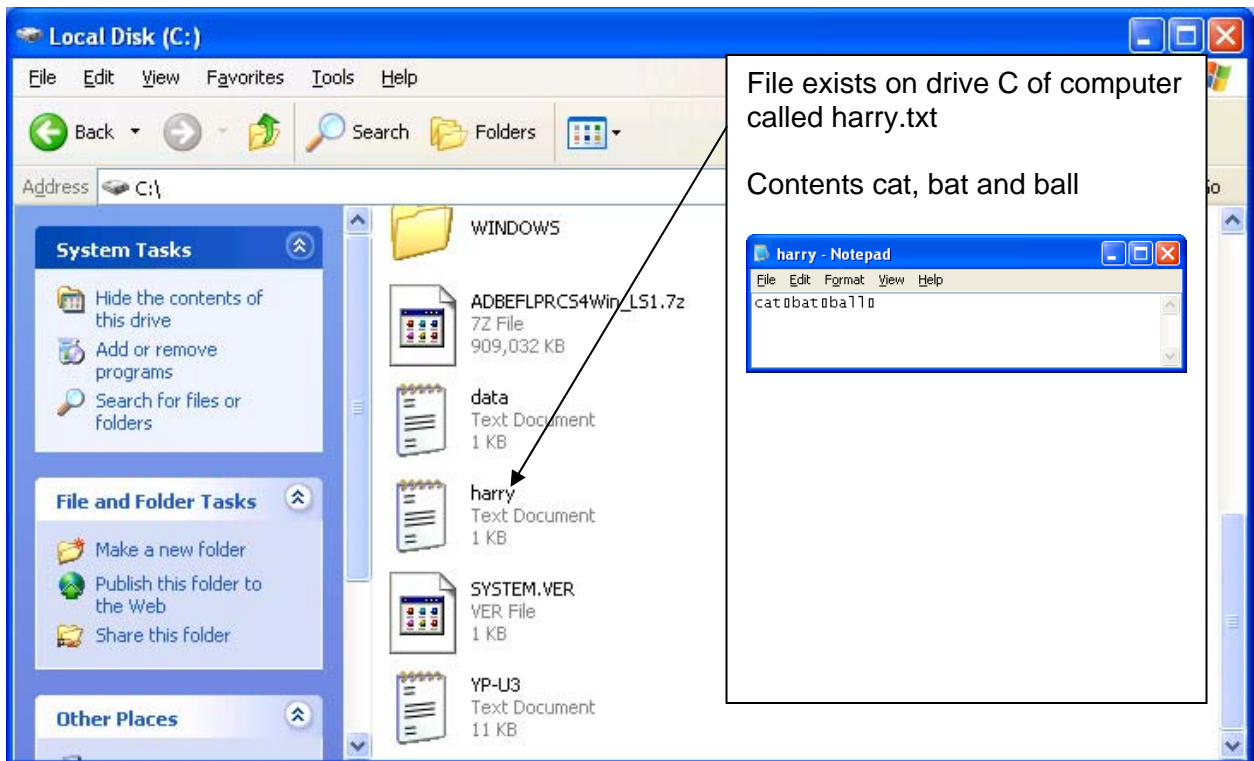 Local Disk (C:)
File Edit View Favorites Tools Help
Back Search Folders
Address C:\
System Tasks
Hide the contents of
this drive
Add or remove
programs
Search for files or
folders
File and Folder Tasks
Make a new folder
Publish this folder to
the Web
Share this folder
Other Places
WINDOWS
ADBEFLPRCS4Win_LS1.7z
7Z File
909,032 KB
data
Text Document
1 KB
harry
Text Document
1 KB
SYSTEM.VER
VER File
1 KB
YP-U3
Text Document
11 KB
File exists on drive C of computer
called harry.txt
Contents cat, bat and ball
harry - Notepad
File Edit Format View Help
cat▯bat▯ball▯